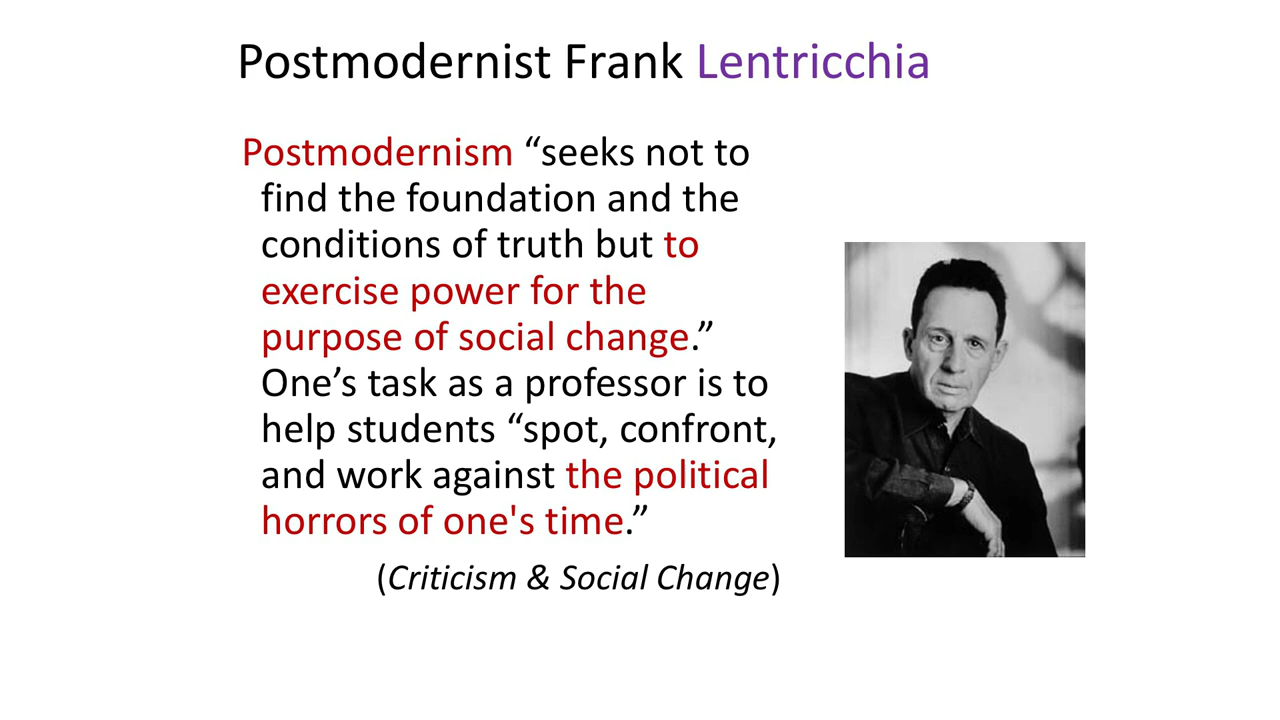 Postmodernist Frank Lentricchia
Postmodernism “seeks not to
find the foundation and the
conditions of truth but to
exercise power for the
purpose of social change.”
One’s task as a professor is to
help students “spot, confront,
and work against the political
horrors of one's time.”
(Criticism & Social Change)